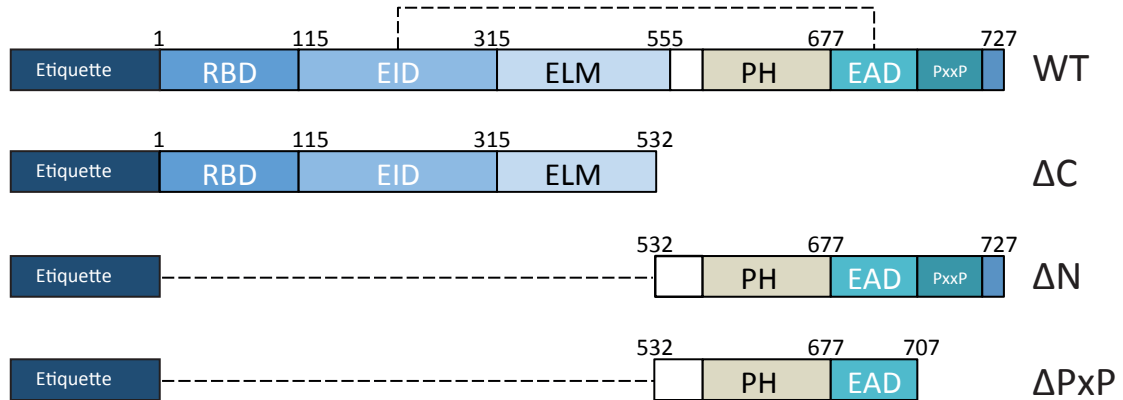 1 115 315 555 677 727
Etiquette RBD EID ELM PH EAD PxxP WT
1 115 315 532
Etiquette RBD EID ELM ΔC
532 677 727
Etiquette PH EAD PxxP ΔN
532 677 707
Etiquette PH EAD ΔPxP